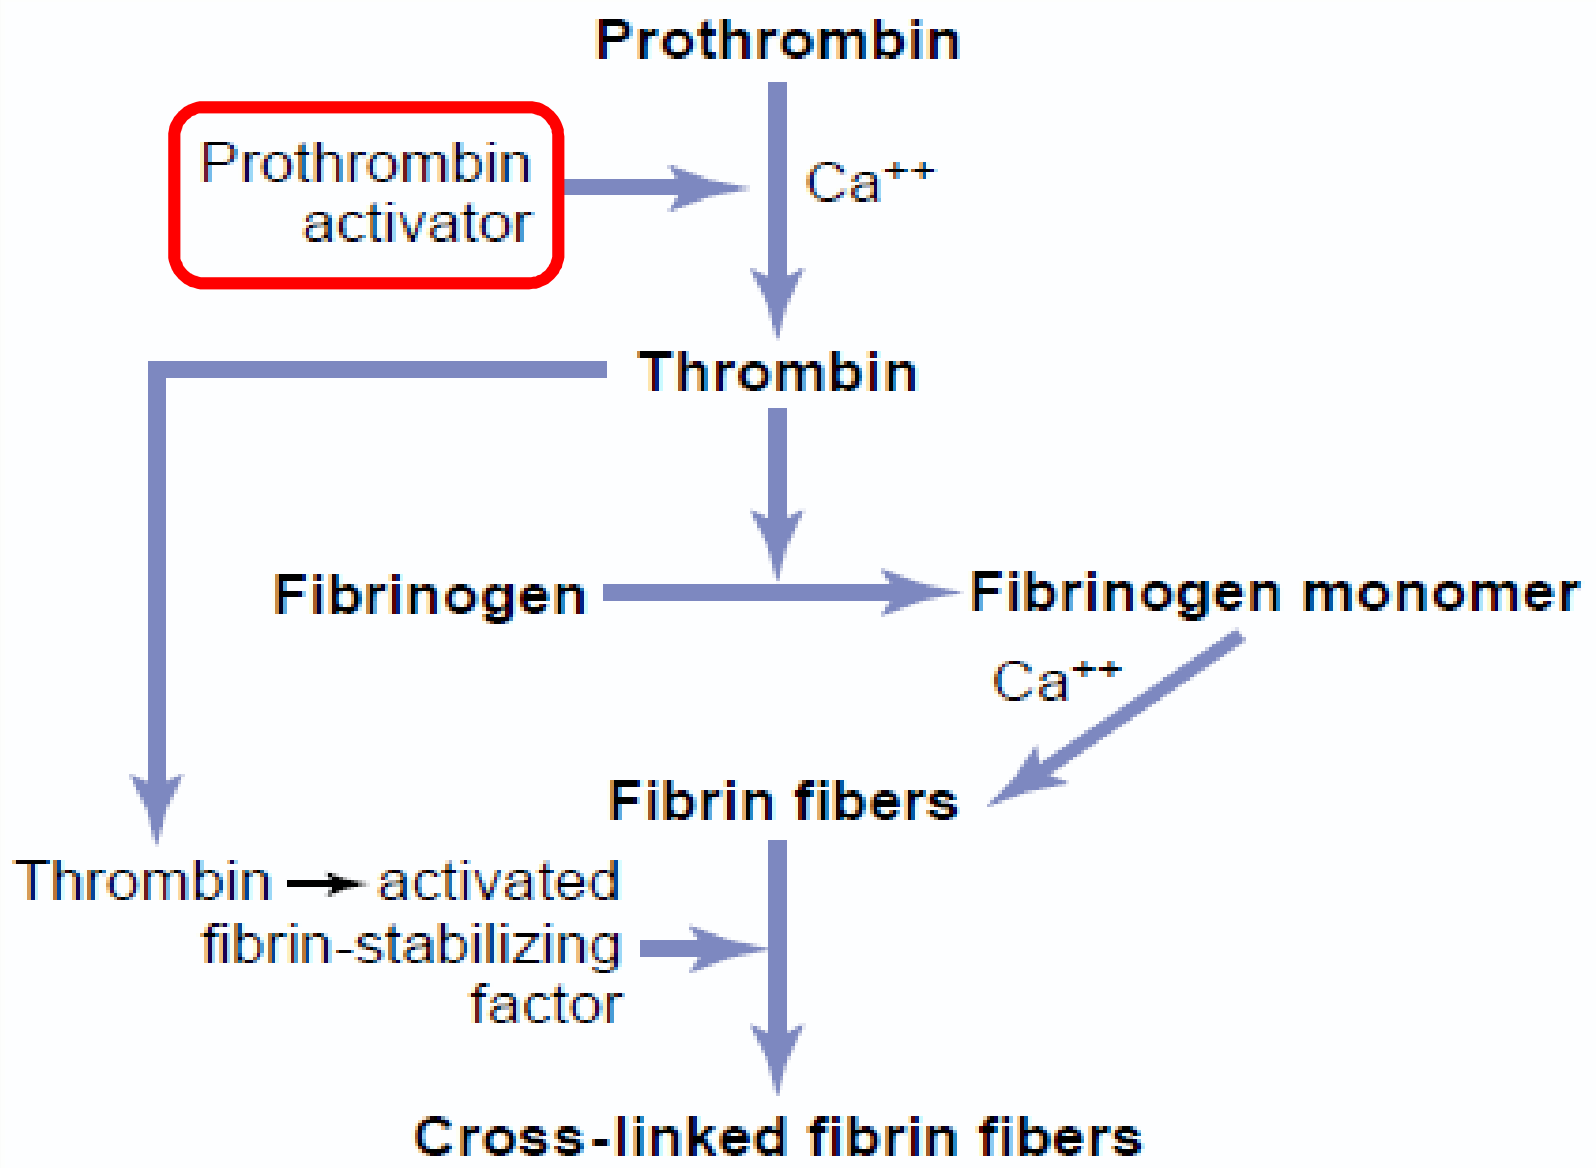 Prothrombin
Prothrombin
activator
Ca⁺⁺
Thrombin
Fibrinogen
Fibrinogen monomer
Ca⁺⁺
Fibrin fibers
Thrombin → activated
fibrin-stabilizing
factor
Cross-linked fibrin fibers